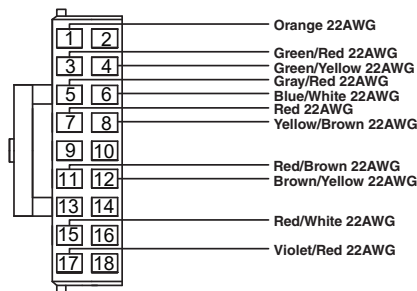 1 2 Orange 22AWG
3 4 Green/Red 22AWG
Green/Yellow 22AWG
5 6 Gray/Red 22AWG
Blue/White 22AWG
7 8 Red 22AWG
Yellow/Brown 22AWG
9 10
11 12 Red/Brown 22AWG
Brown/Yellow 22AWG
13 14
15 16 Red/White 22AWG
17 18 Violet/Red 22AWG